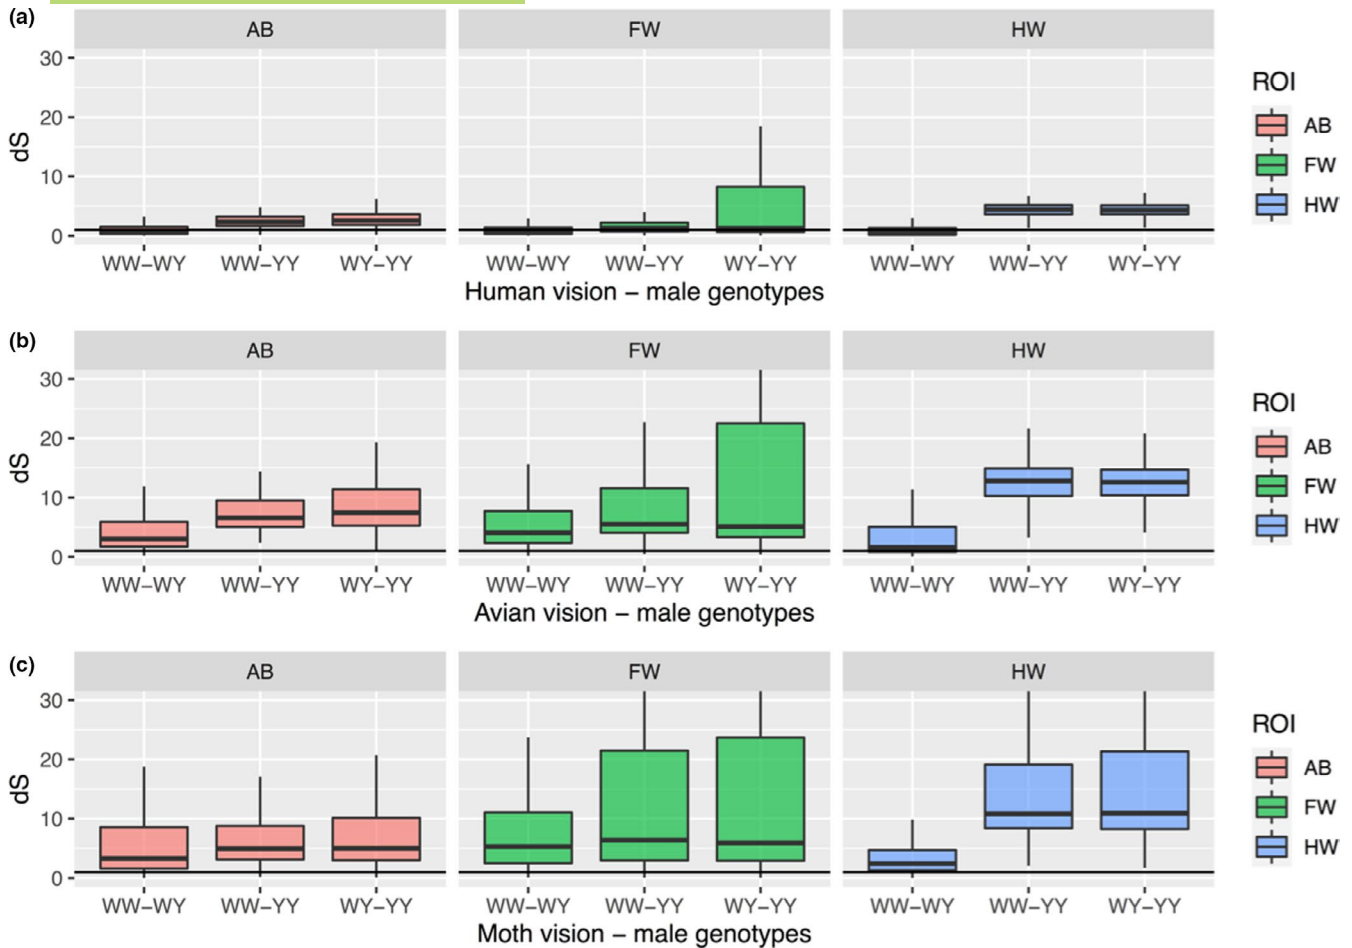 (a)
AB FW HW
30
20
10
0
dS
WW–WY WW–YY WY–YY WW–WY WW–YY WY–YY WW–WY WW–YY WY–YY
Human vision – male genotypes
ROI
AB
FW
HW
(b)
AB FW HW
30
20
10
0
dS
WW–WY WW–YY WY–YY WW–WY WW–YY WY–YY WW–WY WW–YY WY–YY
Avian vision – male genotypes
ROI
AB
FW
HW
(c)
AB FW HW
30
20
10
0
dS
WW–WY WW–YY WY–YY WW–WY WW–YY WY–YY WW–WY WW–YY WY–YY
Moth vision – male genotypes
ROI
AB
FW
HW